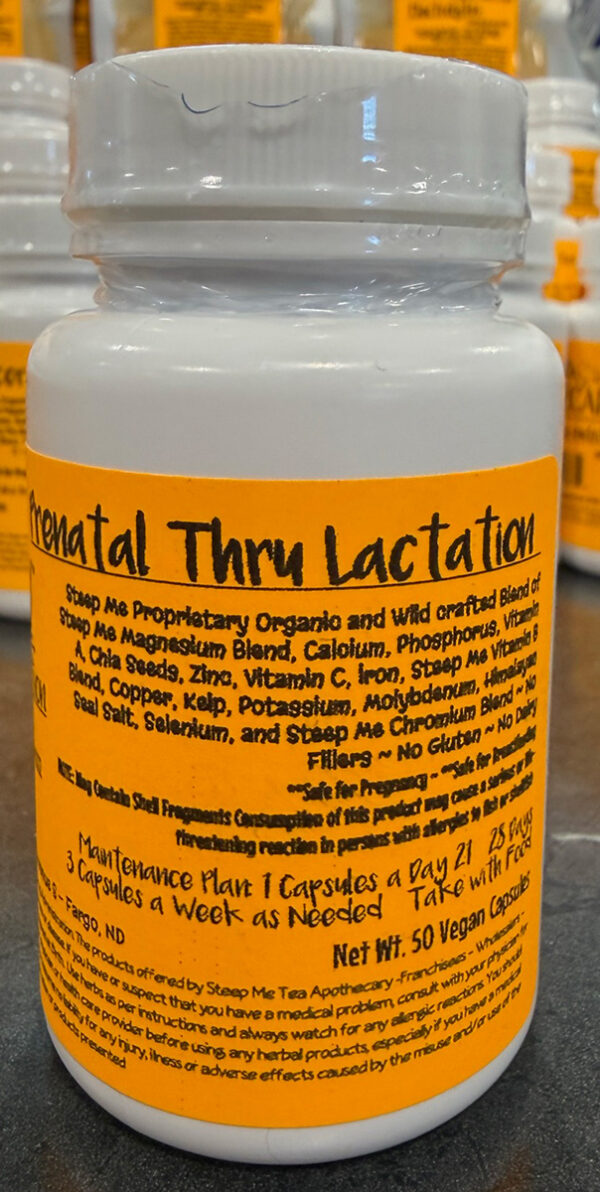 Prenatal Thru Lactation
Steep Me Proprietary Organic and Wild crafted Blend of
Steep Me Magnesium Blend, Calcium, Phosphorus, Vitamin
A, Chia Seeds, Zinc, Vitamin C, Iron, Steep Me Vitamin B
Blend, Copper, Kelp, Potassium, Molybdenum, Himalayan
Seal Salt, Selenium, and Steep Me Chromium Blend ~ No
Fillers ~ No Gluten ~ No Dairy
**Safe for Pregnancy ~ **Safe for Breastfeeding
NOTE: May Contain Shell Fragments Consumption of this product may cause a serious or life
threatening reaction in persons with allergies to fish or shellfish
Maintenance Plan: 1 Capsules a Day 21 28 Days
3 Capsules a Week as Needed Take with Food
S - Fargo, ND
Net Wt. 50 Vegan Capsules
The products offered by Steep Me Tea Apothecary -Franchisees - Wholesalers -
If you have or suspect that you have a medical problem, consult with your physician for
Use herbs as per instructions and always watch for any allergic reactions. You should
health care provider before using any herbal products, especially if you have a medical
liability for any injury, illness or adverse effects caused by the misuse and/or use of the
products presented